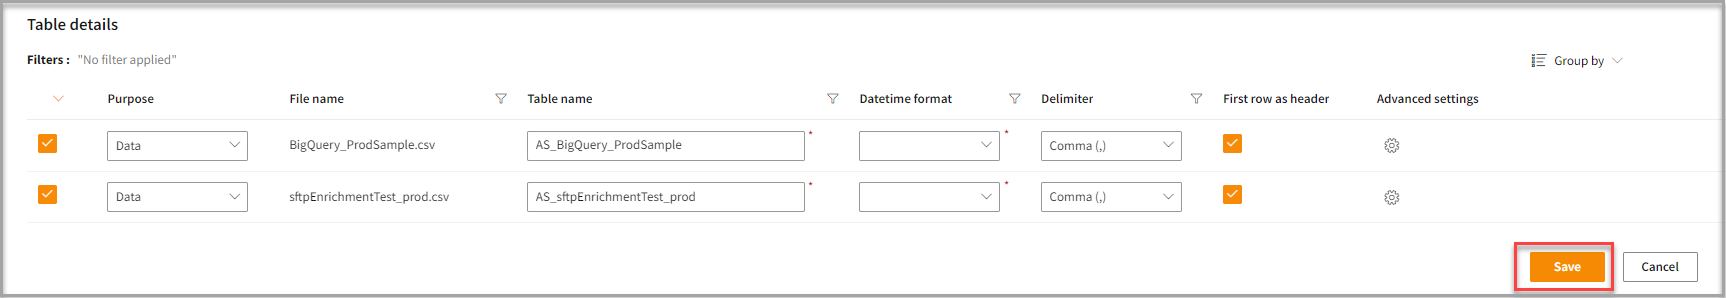 Table details
Filters : "No filter applied"
Group by
Purpose File name Table name Datetime format Delimiter First row as header Advanced settings
Data BigQuery_ProdSample.csv AS_BigQuery_ProdSample * * Comma (,)
Data sftpEnrichmentTest_prod.csv AS_sftpEnrichmentTest_prod * * Comma (,)
Save Cancel